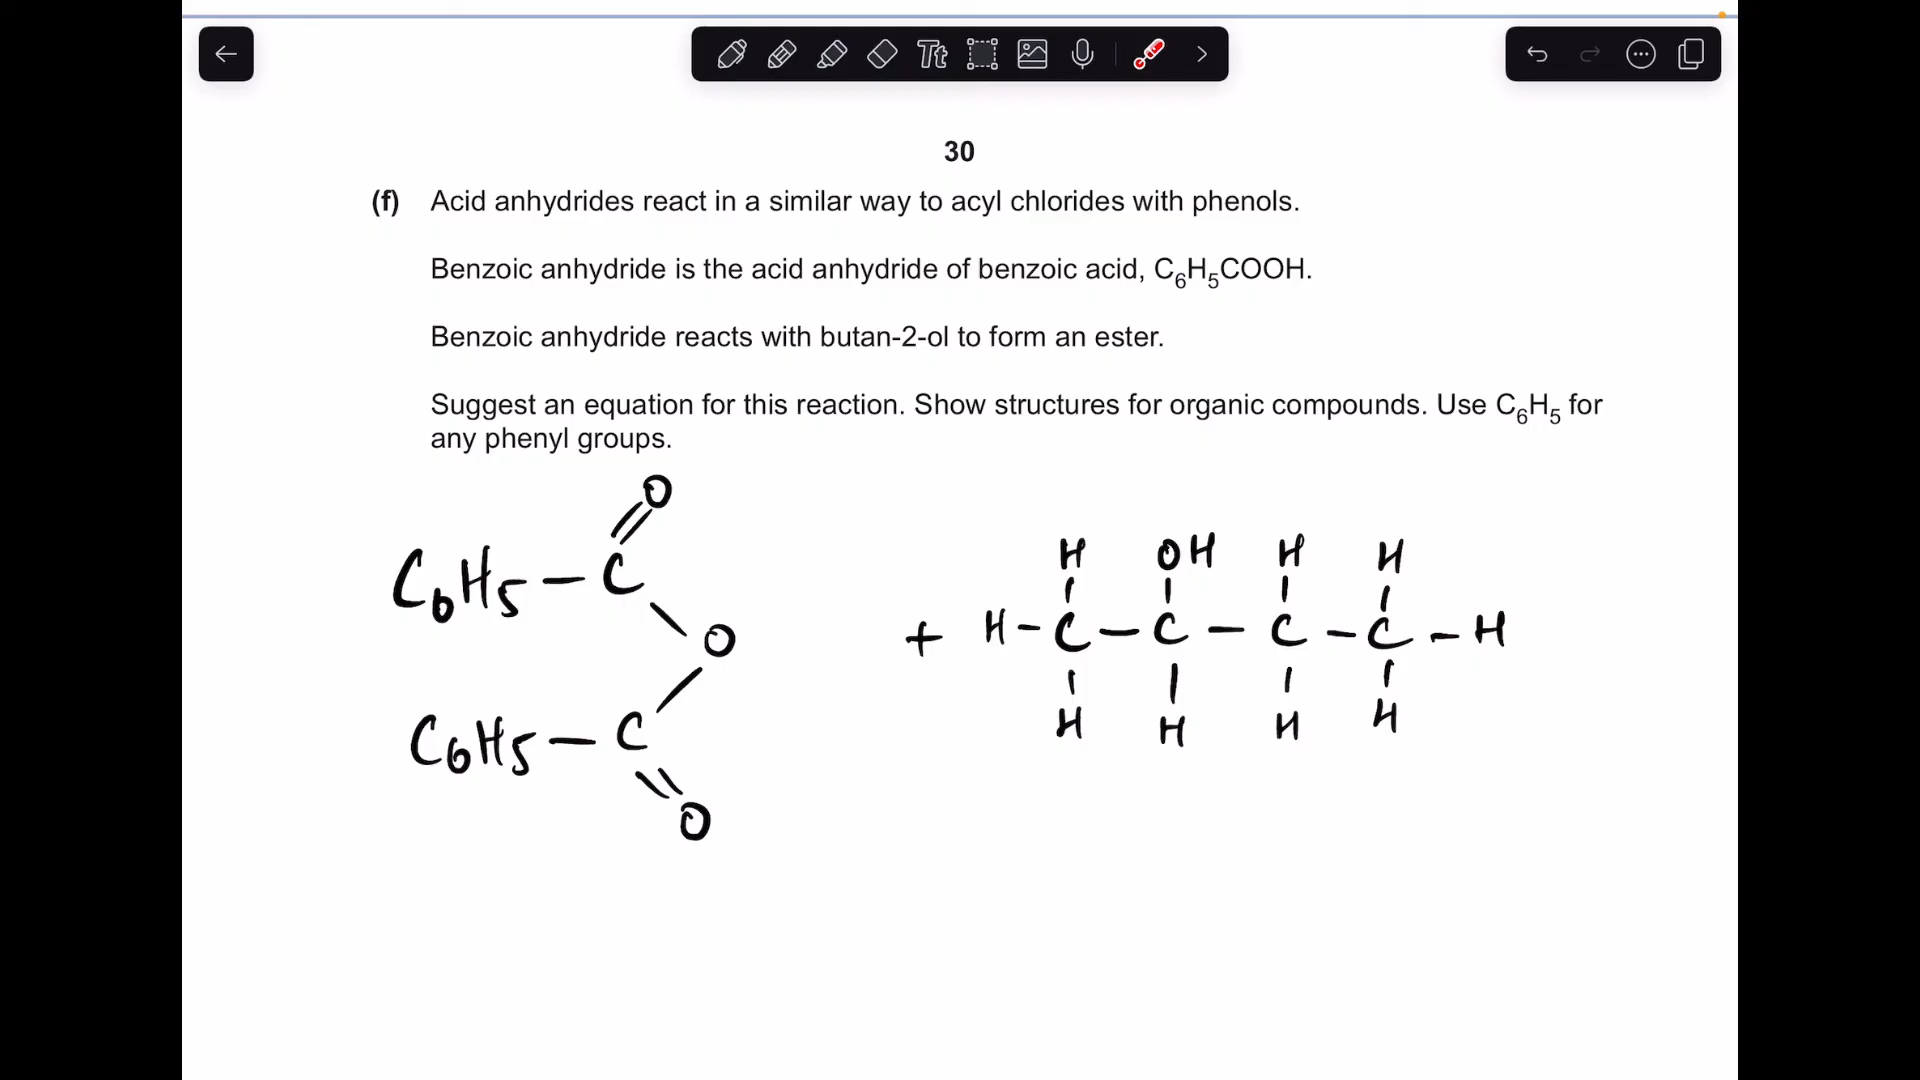 Tt
30
(f) Acid anhydrides react in a similar way to acyl chlorides with phenols.
Benzoic anhydride is the acid anhydride of benzoic acid, C₆H₅COOH.
Benzoic anhydride reacts with butan-2-ol to form an ester.
Suggest an equation for this reaction. Show structures for organic compounds. Use C₆H₅ for
any phenyl groups.
O
H OH H H
C₆H₅ — C
O + H - C — C — C - C - H
H H H H
C₆H₅ — C
O